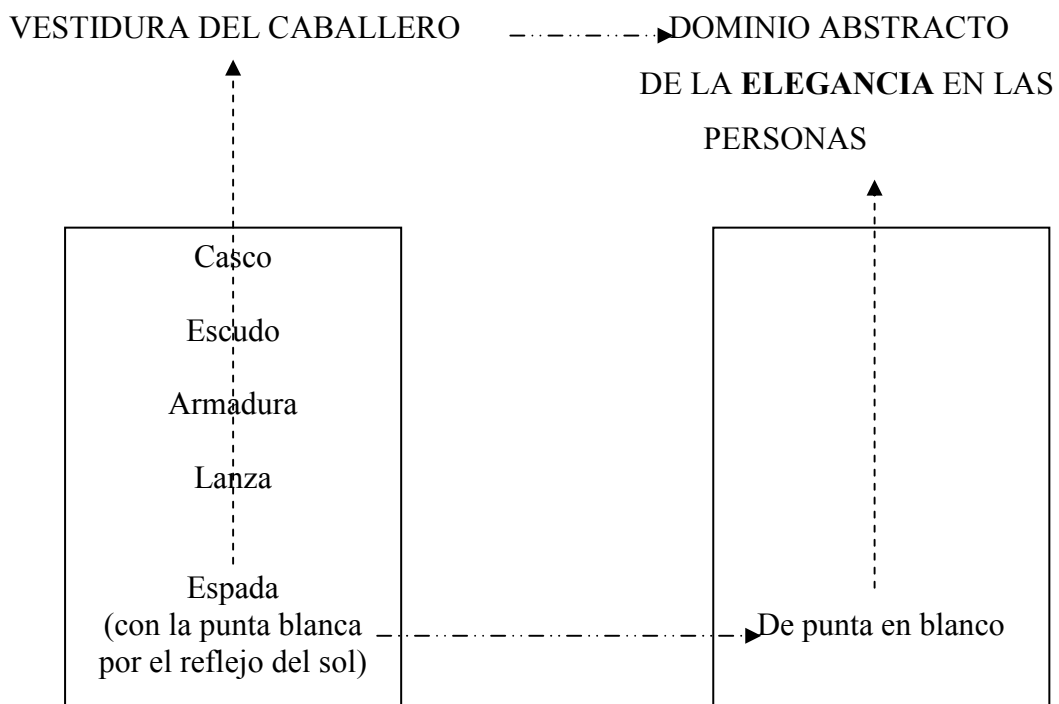 VESTIDURA DEL CABALLERO
DOMINIO ABSTRACTO
DE LA ELEGANCIA EN LAS
PERSONAS
Casco
Escudo
Armadura
Lanza
Espada
(con la punta blanca
por el reflejo del sol)
De punta en blanco